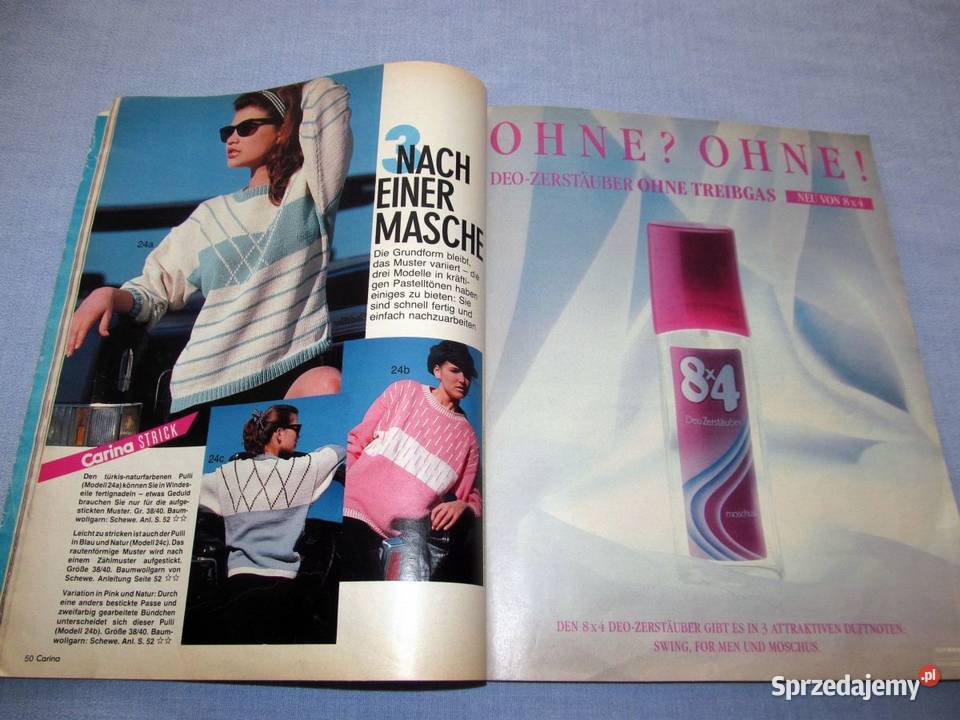 24a
3 NACH
EINER
MASCHE
Die Grundform bleibt,
das Muster variiert – die
drei Modelle in kräfti-
gen Pastelltönen haben
einiges zu bieten: Sie
sind schnell fertig und
einfach nachzuarbeiten
24b
24c
Carina STRICK
Den türkis-naturfarbenen Pulli
(Modell 24a) können Sie in Windes-
eile fertignadeln – etwas Geduld
brauchen Sie nur für die aufge-
stickten Muster. Gr. 38/40. Baum-
wollgarn: Schewe. Anl. S. 52 ☆☆
Leicht zu stricken ist auch der Pulli
in Blau und Natur (Modell 24c). Das
rautenförmige Muster wird nach
einem Zählmuster aufgestickt.
Größe 38/40. Baumwollgarn von
Schewe. Anleitung Seite 52 ☆☆
Variation in Pink und Natur: Durch
eine anders bestickte Passe und
zweifarbig gearbeitete Bündchen
unterscheidet sich dieser Pulli
(Modell 24b). Größe 38/40. Baum-
wollgarn: Schewe. Anl. S. 52 ☆☆
50 Carina
OHNE? OHNE!
DEO-ZERSTÄUBER OHNE TREIBGAS
NEU VON 8x4
8x4
Deo Zerstäuber
moschus
DEN 8x4 DEO-ZERSTÄUBER GIBT ES IN 3 ATTRAKTIVEN DUFTNOTEN:
SWING, FOR MEN UND MOSCHUS.
Sprzedajemy.pl